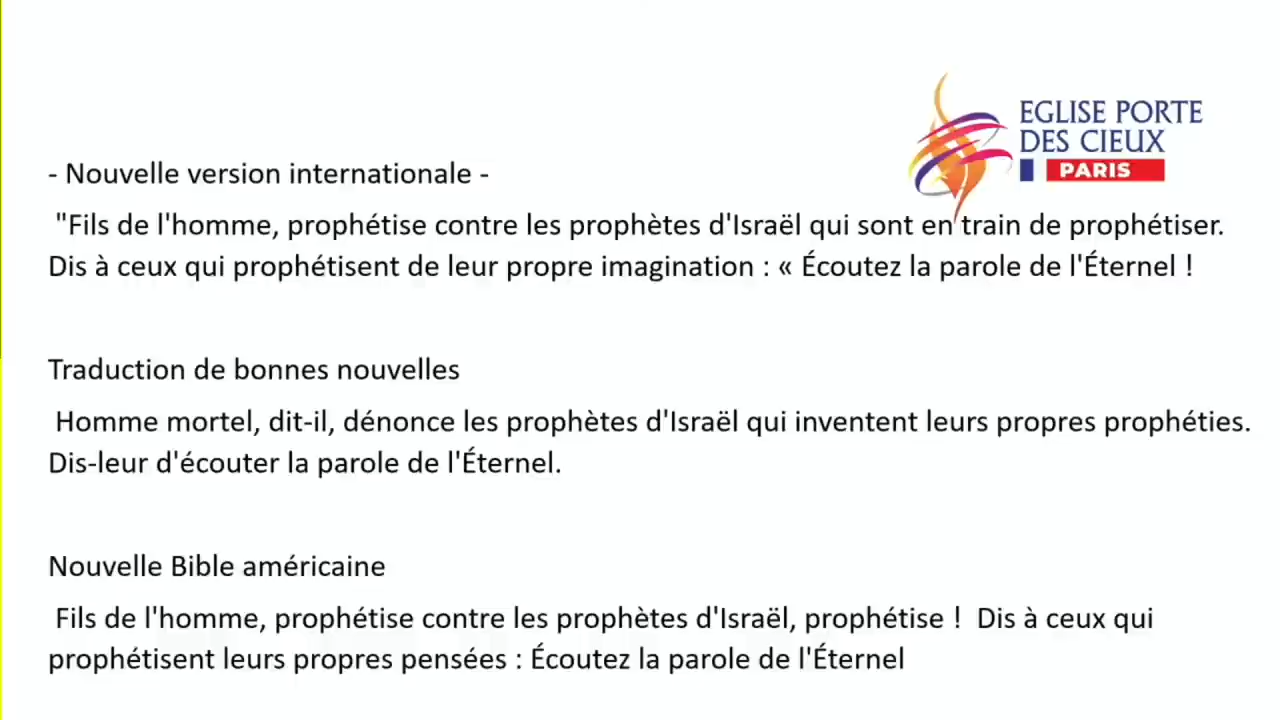 EGLISE PORTE
DES CIEUX
PARIS
- Nouvelle version internationale -
"Fils de l'homme, prophétise contre les prophètes d'Israël qui sont en train de prophétiser.
Dis à ceux qui prophétisent de leur propre imagination : « Écoutez la parole de l'Éternel !
Traduction de bonnes nouvelles
Homme mortel, dit-il, dénonce les prophètes d'Israël qui inventent leurs propres prophéties.
Dis-leur d'écouter la parole de l'Éternel.
Nouvelle Bible américaine
Fils de l'homme, prophétise contre les prophètes d'Israël, prophétise !  Dis à ceux qui
prophétisent leurs propres pensées : Écoutez la parole de l'Éternel